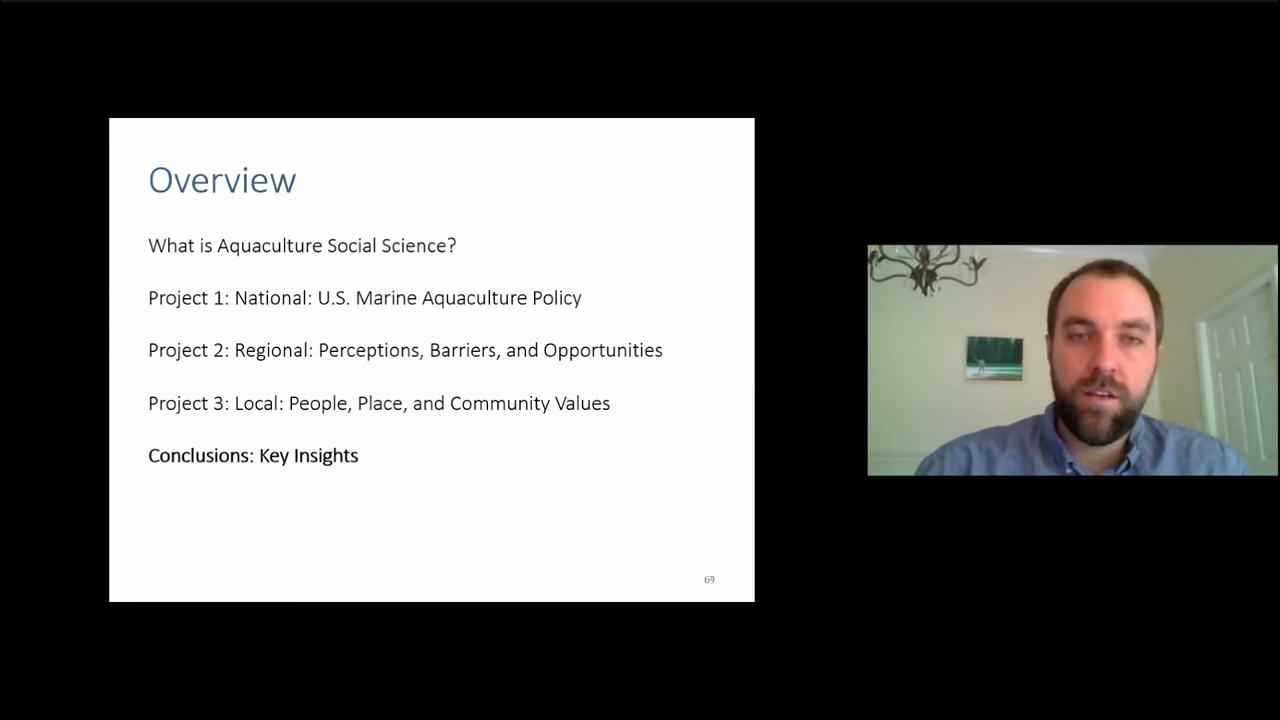 Overview
What is Aquaculture Social Science?
Project 1: National: U.S. Marine Aquaculture Policy
Project 2: Regional: Perceptions, Barriers, and Opportunities
Project 3: Local: People, Place, and Community Values
Conclusions: Key Insights
69